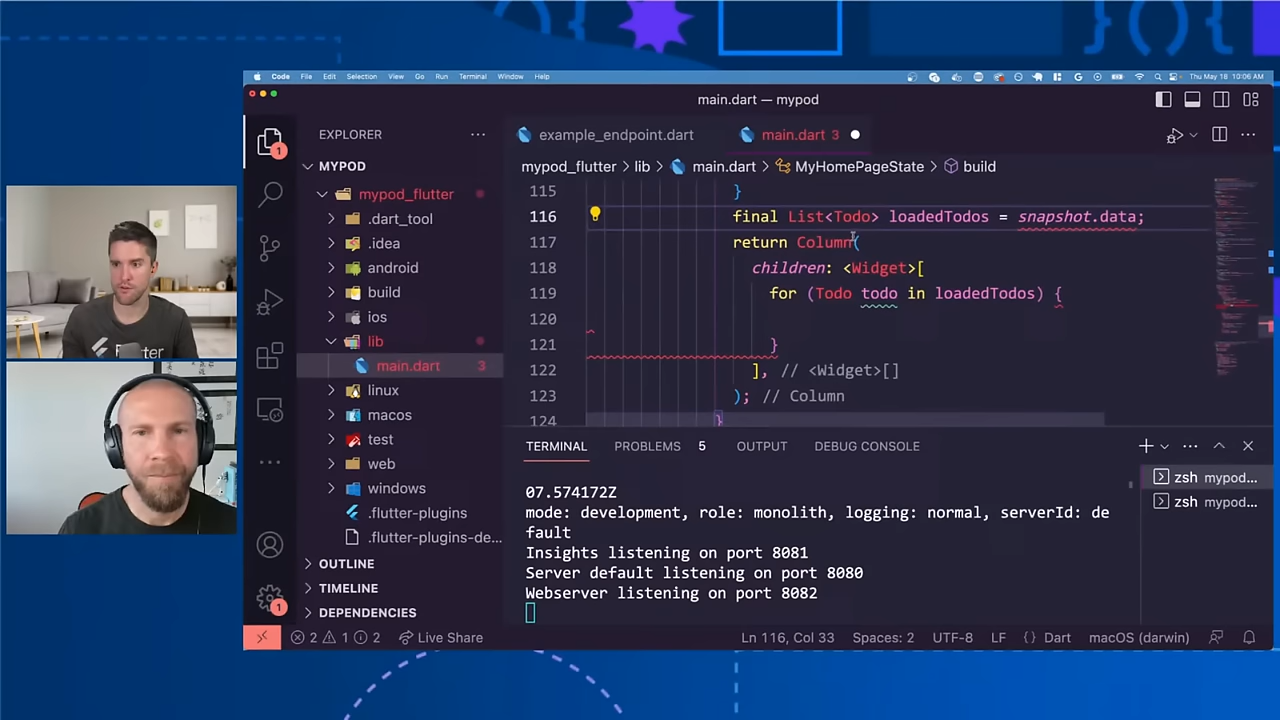 Code File Edit Selection View Go Run Terminal Window Help Thu May 18 10:06 AM
main.dart — mypod
EXPLORER
MYPOD
mypod_flutter
.dart_tool
.idea
android
build
ios
lib
main.dart 3
linux
macos
test
web
windows
.flutter-plugins
.flutter-plugins-de...
OUTLINE
TIMELINE
DEPENDENCIES
1
1
example_endpoint.dart main.dart 3
mypod_flutter > lib > main.dart > MyHomePageState > build
115 }
116 final List<Todo> loadedTodos = snapshot.data;
117 return Column(
118 children: <Widget>[
119 for (Todo todo in loadedTodos) {
120
121 }
122 ], // <Widget>[]
123 ); // Column
124 }
TERMINAL PROBLEMS 5 OUTPUT DEBUG CONSOLE
07.574172Z
mode: development, role: monolith, logging: normal, serverId: de
fault
Insights listening on port 8081
Server default listening on port 8080
Webserver listening on port 8082
zsh mypod...
zsh mypod...
2 1 2 Live Share Ln 116, Col 33 Spaces: 2 UTF-8 LF {} Dart macOS (darwin)